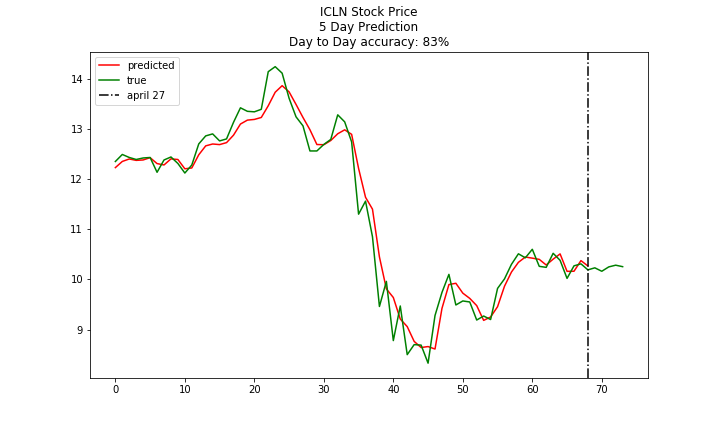 ICLN Stock Price
5 Day Prediction
Day to Day accuracy: 83%
predicted
true
april 27
14
13
12
11
10
9
0 10 20 30 40 50 60 70